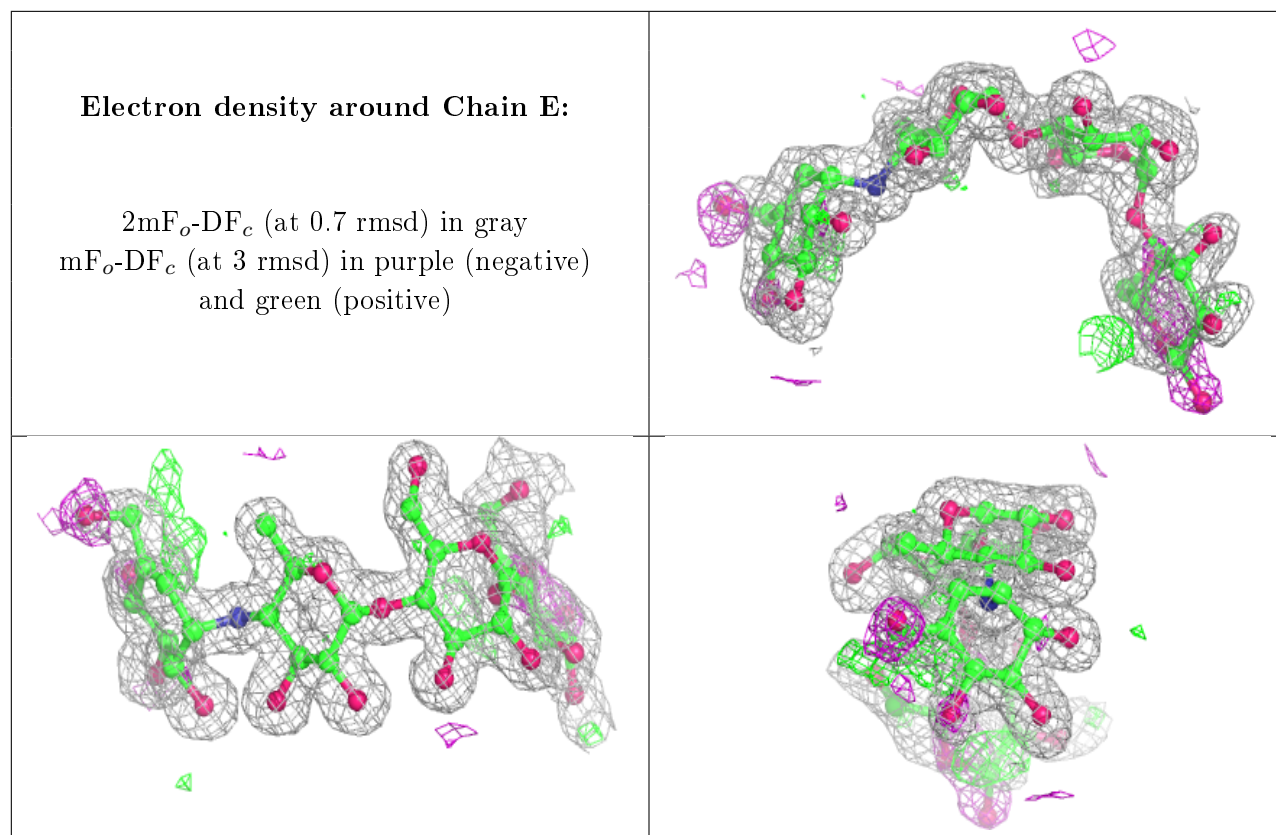 Electron density around Chain E:
2mFₒ-DF𝒸 (at 0.7 rmsd) in gray
mFₒ-DF𝒸 (at 3 rmsd) in purple (negative)
and green (positive)